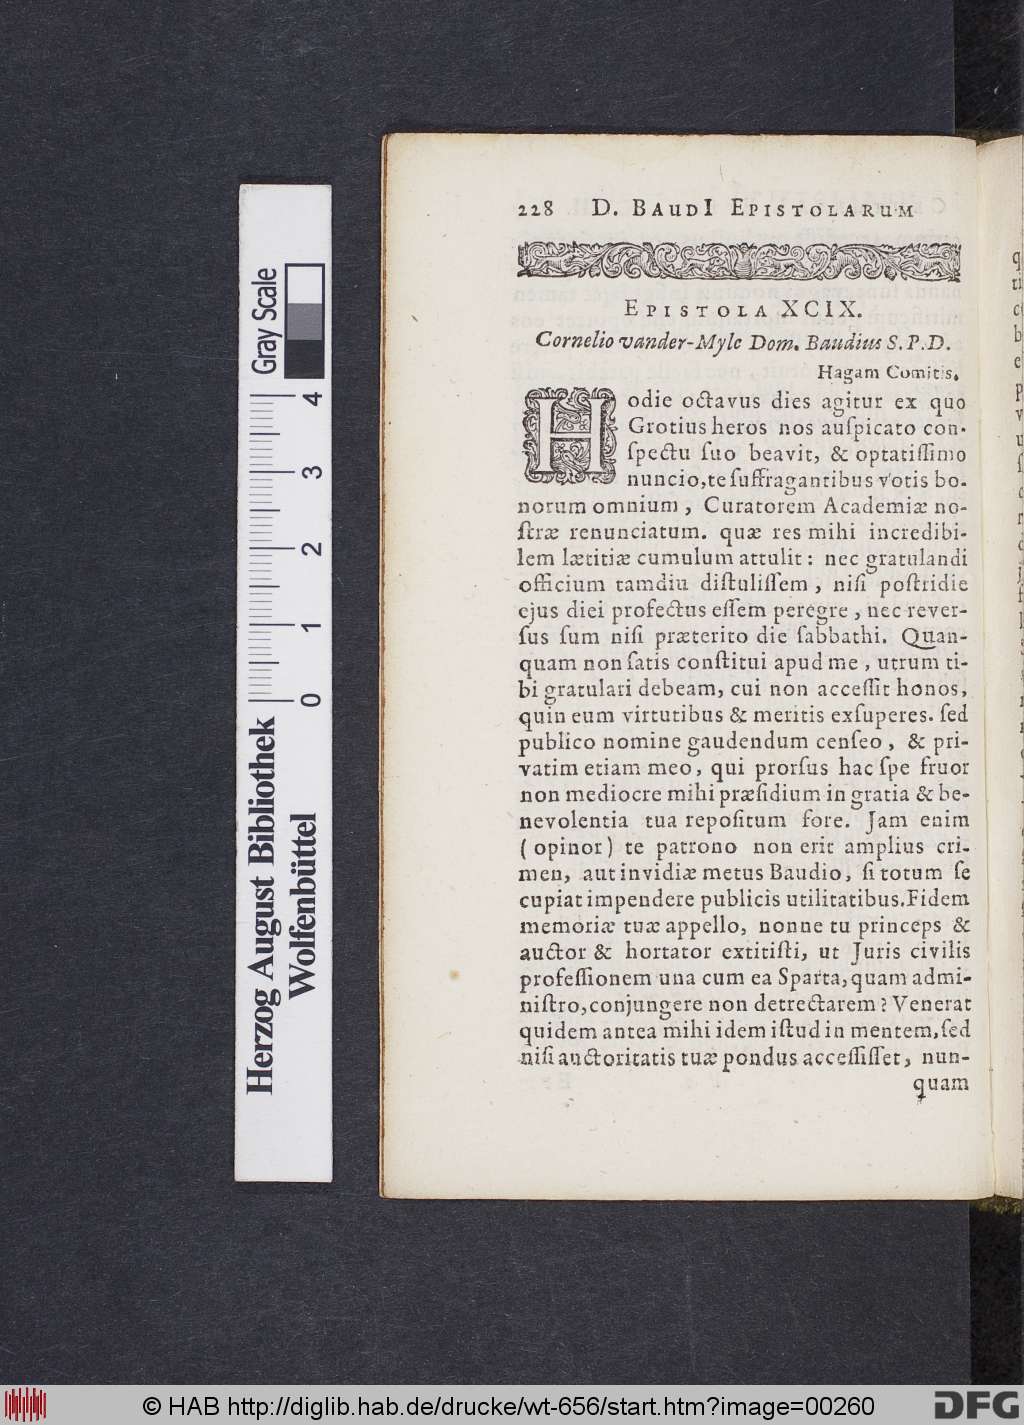 228 D. BAudI EPISTOLARUM
EPISTOLA XCIX.
Cornelio vander-Myle Dom. Baudius S. P. D.
Hagam Comitis.
Hodie octavus dies agitur ex quo
Grotius heros nos auſpicato con-
ſpectu ſuo beavit, & optatiſſimo
nuncio, te ſuffragantibus votis bo-
norum omnium, Curatorem Academiæ no-
ſtræ renunciatum. quæ res mihi incredibi-
lem lætitiæ cumulum attulit: nec gratulandi
officium tamdiu diſtuliſſem, niſi poſtridie
ejus diei profectus eſſem peregre, nec rever-
ſus ſum niſi præterito die ſabbathi. Quan-
quam non ſatis conſtitui apud me, utrum ti-
bi gratulari debeam, cui non acceſſit honos,
quin eum virtutibus & meritis exſuperes. ſed
publico nomine gaudendum cenſeo, & pri-
vatim etiam meo, qui prorſus hac ſpe fruor
non mediocre mihi præſidium in gratia & be-
nevolentia tua repoſitum fore. Jam enim
( opinor ) te patrono non erit amplius cri-
men, aut invidiæ metus Baudio, ſi totum ſe
cupiat impendere publicis utilitatibus. Fidem
memoriæ tuæ appello, nonne tu princeps &
auctor & hortator extitiſti, ut Juris civilis
profeſſionem una cum ea Sparta, quam admi-
niſtro, conjungere non detrectarem? Venerat
quidem antea mihi idem iſtud in mentem, ſed
niſi auctoritatis tuæ pondus acceſſiſſet, nun-
quam
Gray Scale
4
3
2
1
0
Herzog August Bibliothek
Wolfenbüttel
© HAB http://diglib.hab.de/drucke/wt-656/start.htm?image=00260
DFG